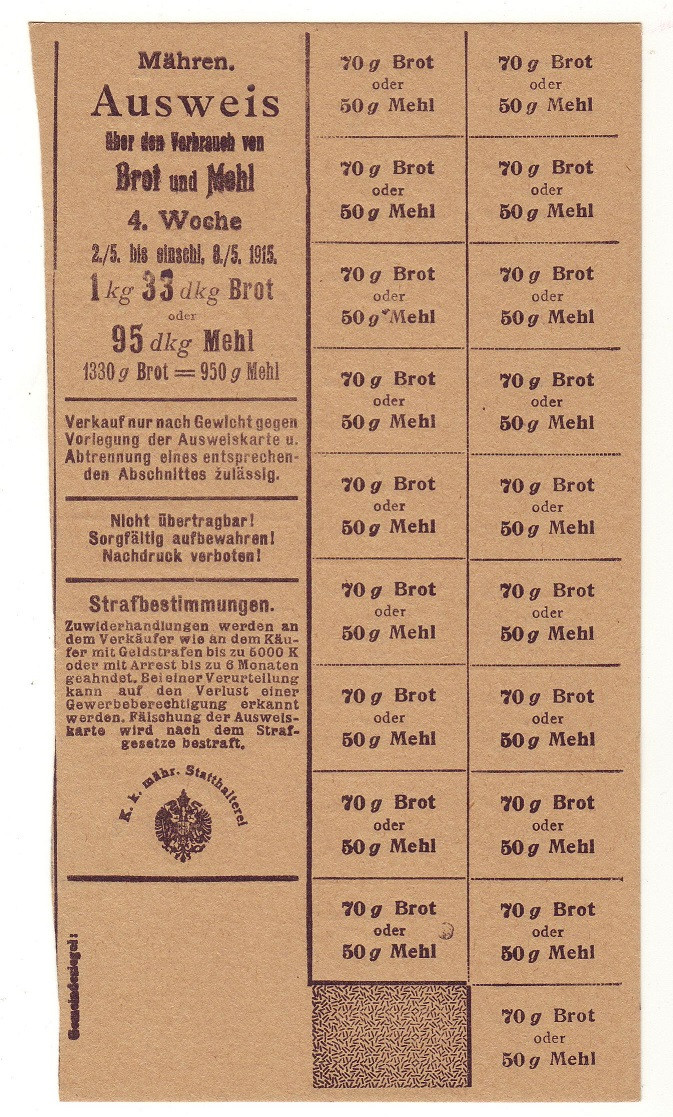 Mähren.
Ausweis
über den Verbrauch von
Brot und Mehl
4. Woche
2./5. bis einschl. 8./5. 1915.
1 kg 33 dkg Brot
oder
95 dkg Mehl
1330 g Brot = 950 g Mehl
Verkauf nur nach Gewicht gegen
Vorlegung der Ausweiskarte u.
Abtrennung eines entsprechen-
den Abschnittes zulässig.
Nicht übertragbar!
Sorgfältig aufbewahren!
Nachdruck verboten!
Strafbestimmungen.
Zuwiderhandlungen werden an
dem Verkäufer wie an dem Käu-
fer mit Geldstrafen bis zu 5000 K
oder mit Arrest bis zu 6 Monaten
geahndet. Bei einer Verurteilung
kann auf den Verlust einer
Gewerbeberechtigung erkannt
werden. Fälschung der Ausweis-
karte wird nach dem Straf-
gesetze bestraft.
K. k. mähr. Statthalterei
Gemeindesiegel:
70 g Brot
oder
50 g Mehl
70 g Brot
oder
50 g Mehl
70 g Brot
oder
50 g Mehl
70 g Brot
oder
50 g Mehl
70 g Brot
oder
50 g Mehl
70 g Brot
oder
50 g Mehl
70 g Brot
oder
50 g Mehl
70 g Brot
oder
50 g Mehl
70 g Brot
oder
50 g Mehl
70 g Brot
oder
50 g Mehl
70 g Brot
oder
50 g Mehl
70 g Brot
oder
50 g Mehl
70 g Brot
oder
50 g Mehl
70 g Brot
oder
50 g Mehl
70 g Brot
oder
50 g Mehl
70 g Brot
oder
50 g Mehl
70 g Brot
oder
50 g Mehl
70 g Brot
oder
50 g Mehl
70 g Brot
oder
50 g Mehl